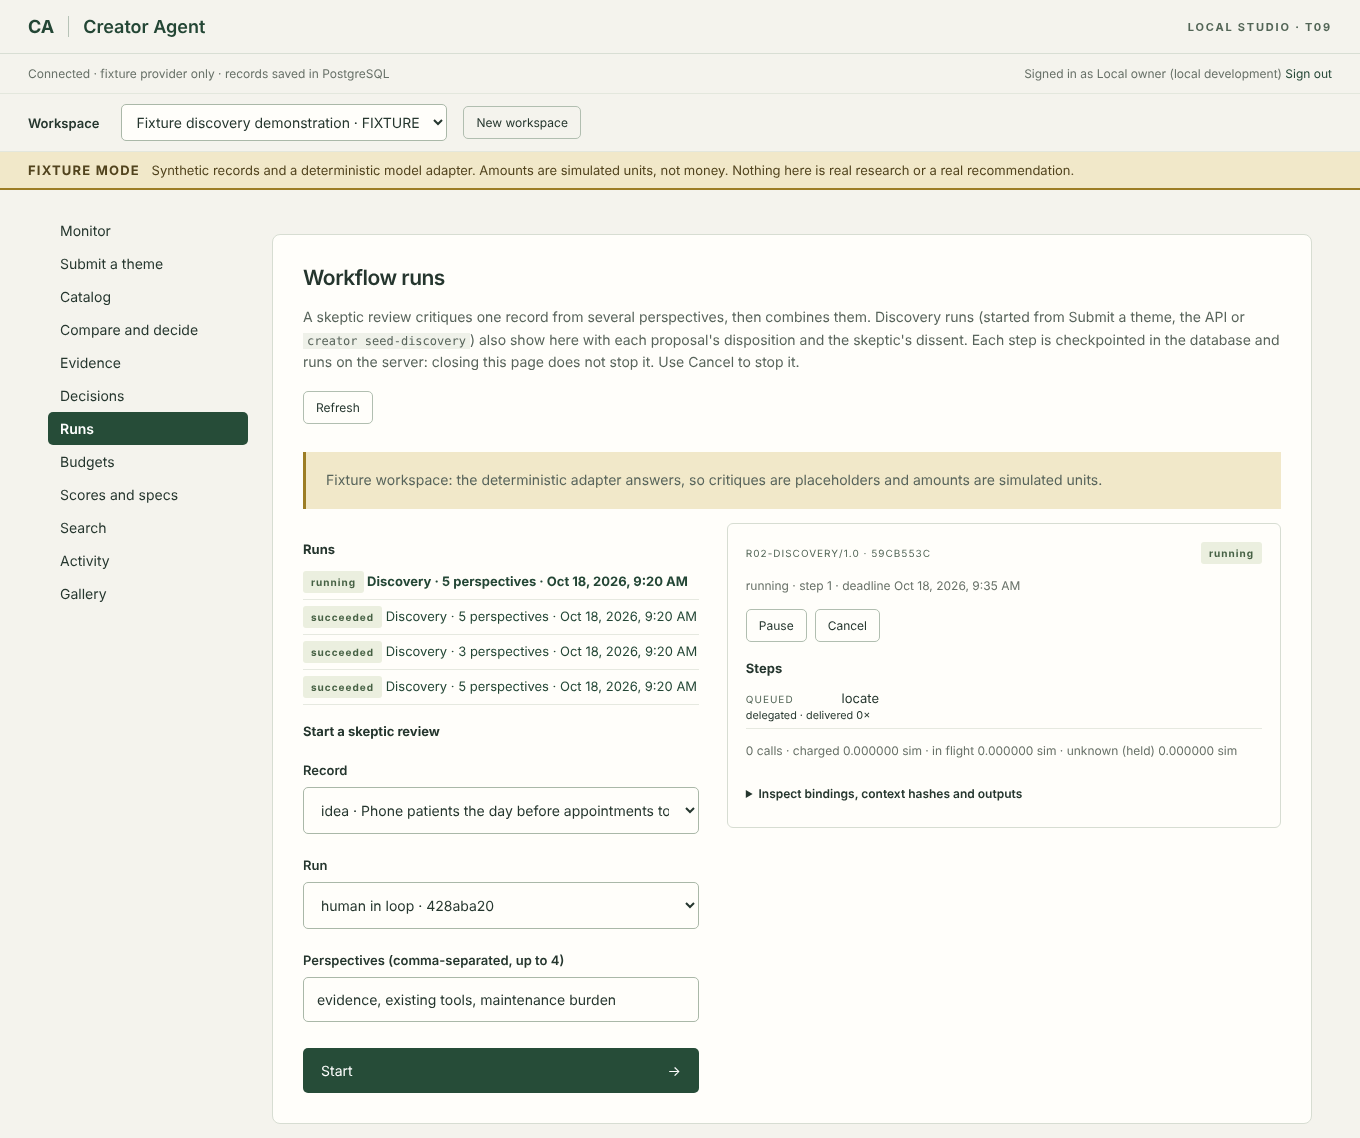 CA
Creator Agent
LOCAL STUDIO · T09
Connected · fixture provider only · records saved in PostgreSQL
Signed in as Local owner (local development) Sign out
Workspace
Fixture discovery demonstration · FIXTURE
New workspace
FIXTURE MODE Synthetic records and a deterministic model adapter. Amounts are simulated units, not money. Nothing here is real research or a real recommendation.
Monitor
Submit a theme
Catalog
Compare and decide
Evidence
Decisions
Runs
Budgets
Scores and specs
Search
Activity
Gallery
Workflow runs
A skeptic review critiques one record from several perspectives, then combines them. Discovery runs (started from Submit a theme, the API or
creator seed-discovery ) also show here with each proposal's disposition and the skeptic's dissent. Each step is checkpointed in the database and
runs on the server: closing this page does not stop it. Use Cancel to stop it.
Refresh
Fixture workspace: the deterministic adapter answers, so critiques are placeholders and amounts are simulated units.
Runs
running Discovery · 5 perspectives · Oct 18, 2026, 9:20 AM
succeeded Discovery · 5 perspectives · Oct 18, 2026, 9:20 AM
succeeded Discovery · 3 perspectives · Oct 18, 2026, 9:20 AM
succeeded Discovery · 5 perspectives · Oct 18, 2026, 9:20 AM
Start a skeptic review
Record
idea · Phone patients the day before appointments to
Run
human in loop · 428aba20
Perspectives (comma-separated, up to 4)
evidence, existing tools, maintenance burden
Start →
R02-DISCOVERY/1.0 · 59CB553C
running
running · step 1 · deadline Oct 18, 2026, 9:35 AM
Pause
Cancel
Steps
QUEUED locate
delegated · delivered 0×
0 calls · charged 0.000000 sim · in flight 0.000000 sim · unknown (held) 0.000000 sim
▶ Inspect bindings, context hashes and outputs